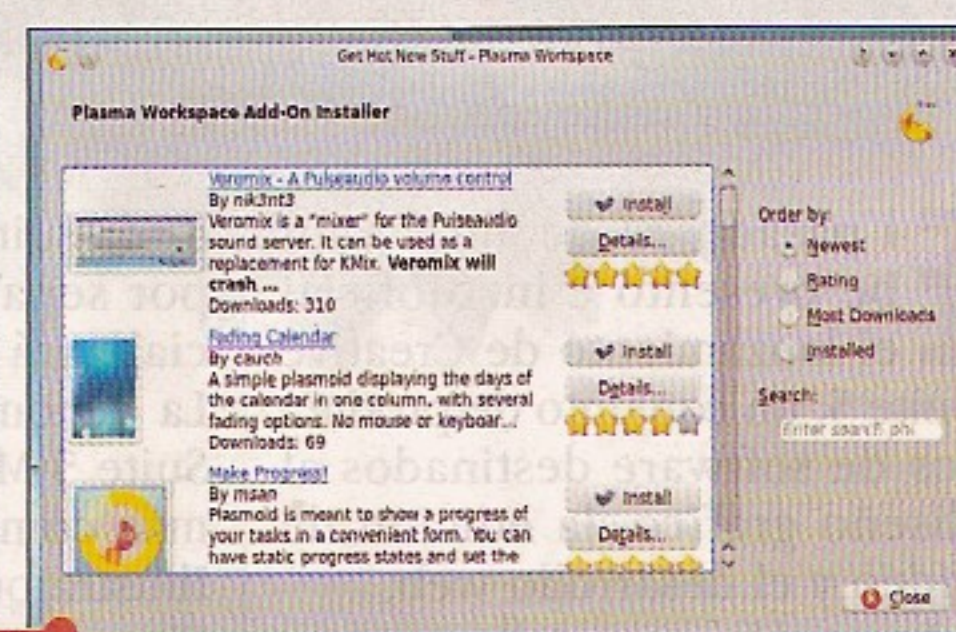 Get Hot New Stuff - Plasma Workspace
Plasma Workspace Add-On Installer
Veromix - A Pulseaudio volume control
By nik3nt3
Veromix is a "mixer" for the Pulseaudio
sound server. It can be used as a
replacement for KMix. Veromix will
crash ...
Downloads: 310
Install
Details...
Fading Calendar
By cauch
A simple plasmoid displaying the days of
the calendar in one column, with several
fading options. No mouse or keyboar...
Downloads: 69
Install
Details...
Make Progress!
By msan
Plasmoid is meant to show a progress of
your tasks in a convenient form. You can
have static progress states and set the
Install
Details...
Order by:
Newest
Rating
Most Downloads
Installed
Search:
Enter search phr
Close